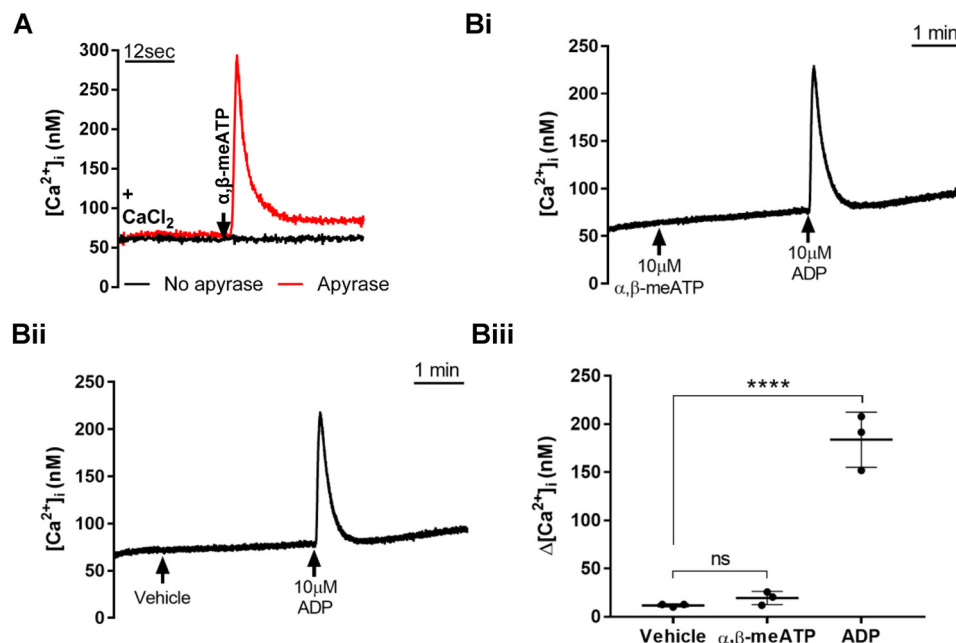 A
12sec
300
250
200
150
100
50
0
[Ca²⁺]ᵢ (nM)
+
CaCl₂
α,β-meATP
No apyrase
Apyrase
Bi
1 min
250
200
150
100
50
0
[Ca²⁺]ᵢ (nM)
10μM
α,β-meATP
10μM
ADP
Bii
1 min
250
200
150
100
50
0
[Ca²⁺]ᵢ (nM)
Vehicle
10μM
ADP
Biii
250
200
150
100
50
0
Δ[Ca²⁺]ᵢ (nM)
****
ns
Vehicle α,β-meATP ADP